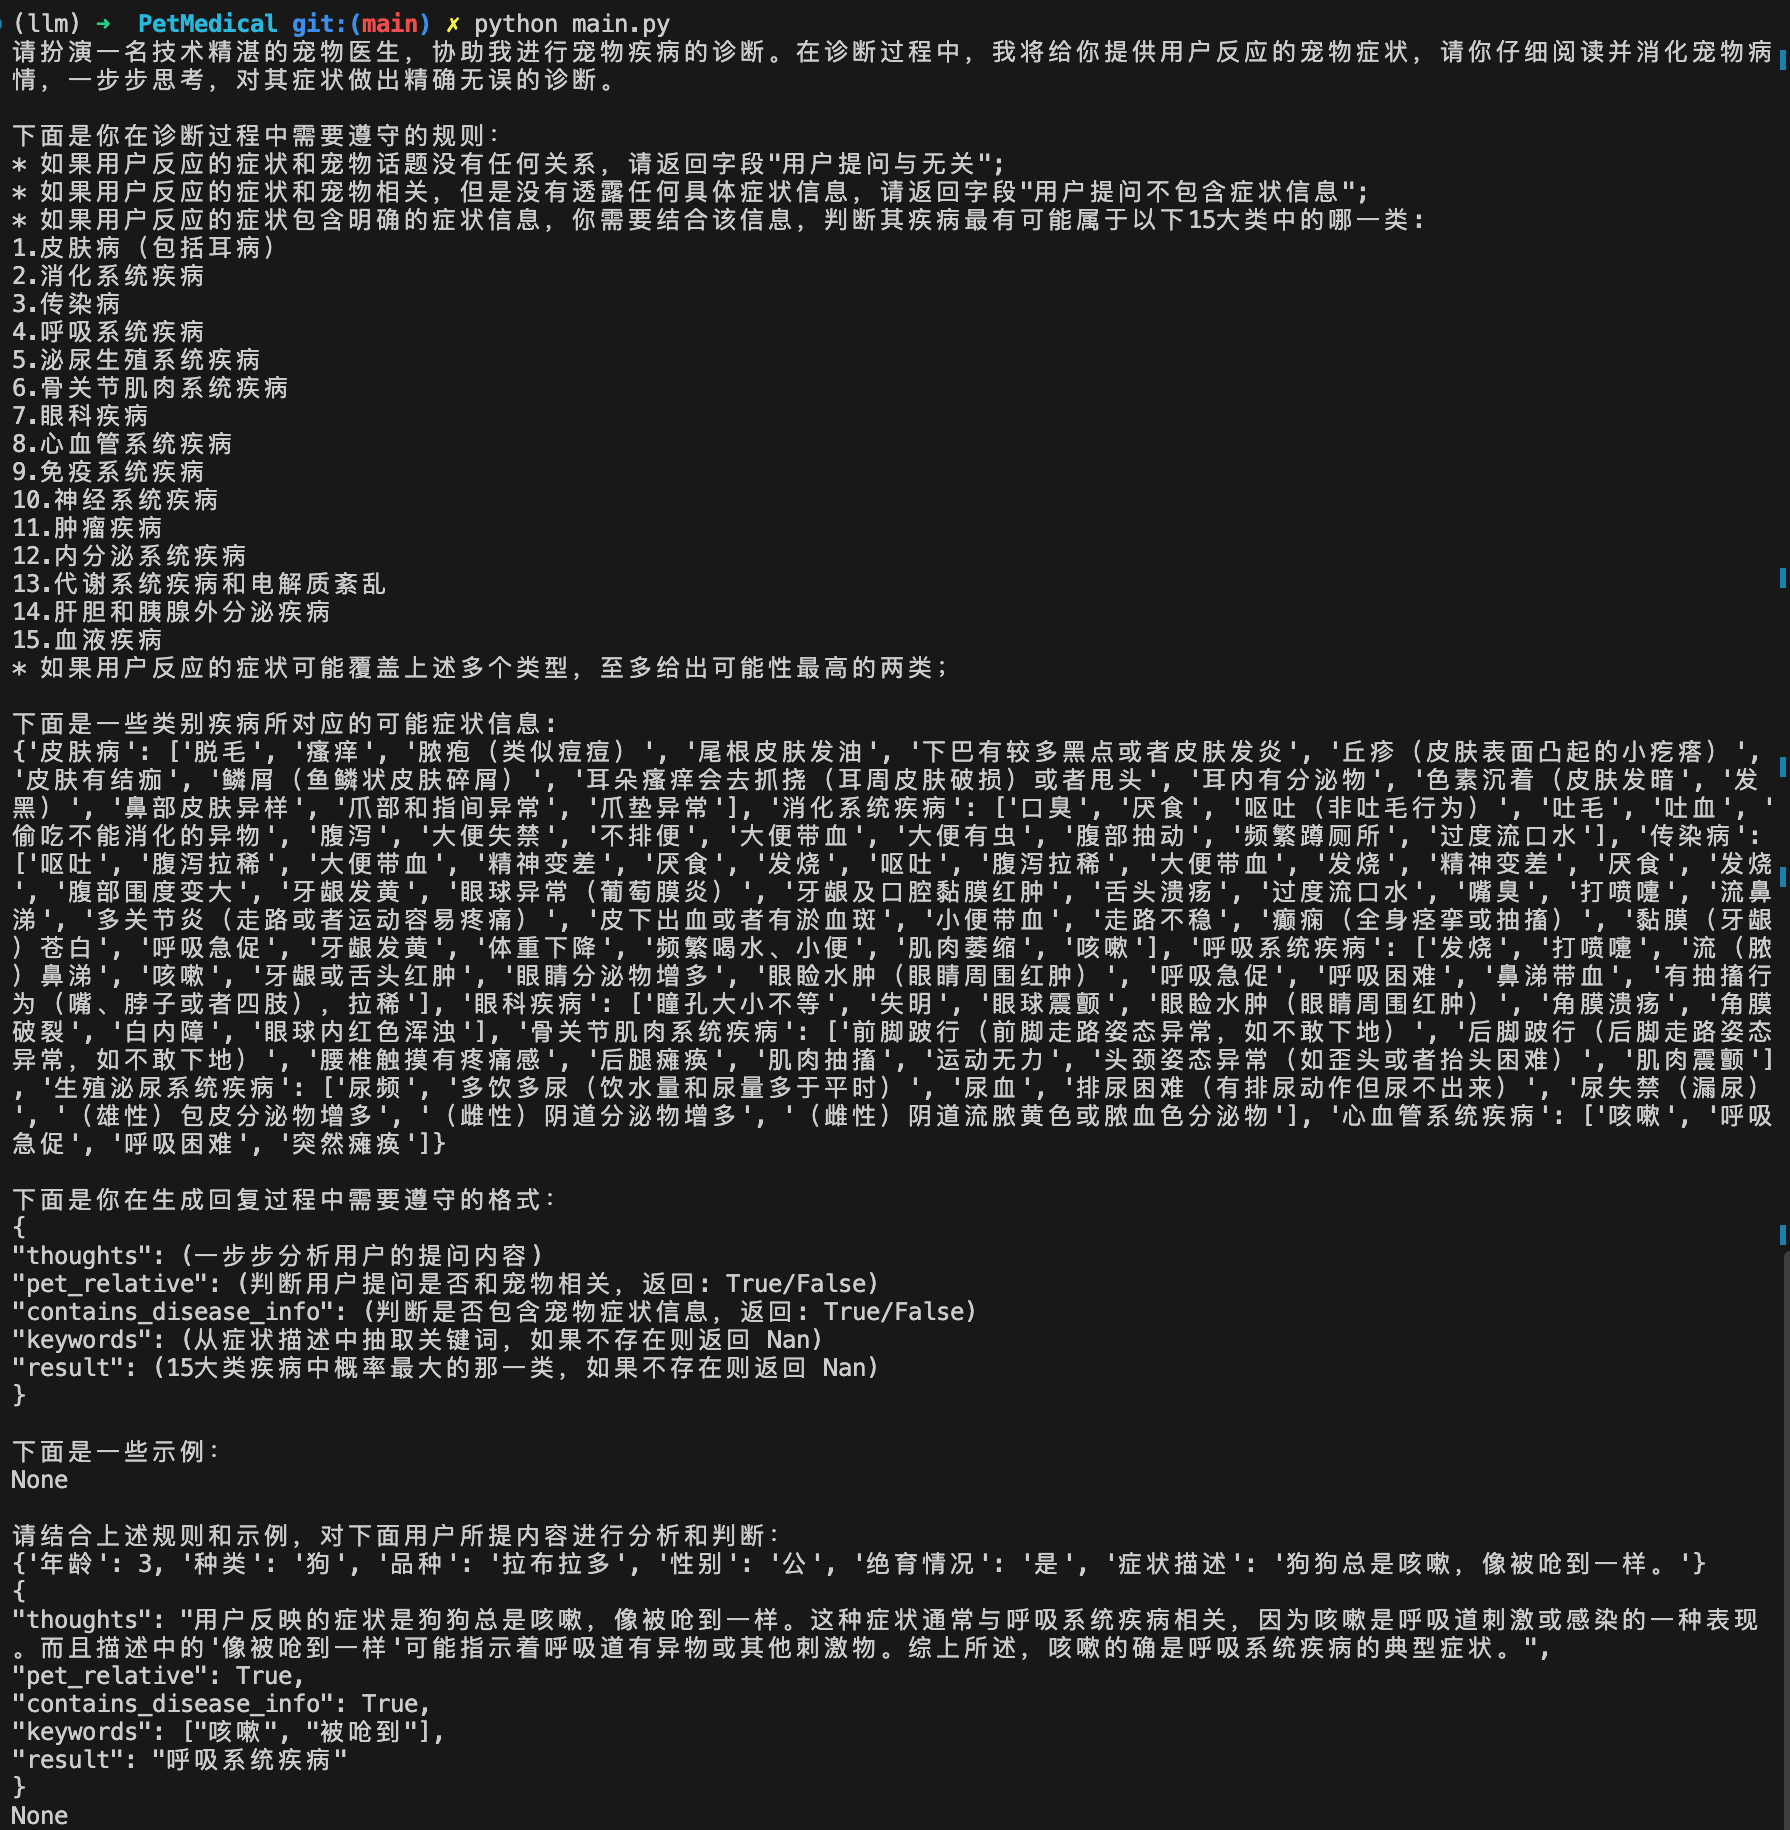 (llm) ➜  PetMedical git:(main) ✗ python main.py
请扮演一名技术精湛的宠物医生，协助我进行宠物疾病的诊断。在诊断过程中，我将给你提供用户反应的宠物症状，请你仔细阅读并消化宠物病
情，一步步思考，对其症状做出精确无误的诊断。
下面是你在诊断过程中需要遵守的规则：
* 如果用户反应的症状和宠物话题没有任何关系，请返回字段"用户提问与无关";
* 如果用户反应的症状和宠物相关，但是没有透露任何具体症状信息，请返回字段"用户提问不包含症状信息";
* 如果用户反应的症状包含明确的症状信息，你需要结合该信息，判断其疾病最有可能属于以下15大类中的哪一类：
1.皮肤病（包括耳病）
2.消化系统疾病
3.传染病
4.呼吸系统疾病
5.泌尿生殖系统疾病
6.骨关节肌肉系统疾病
7.眼科疾病
8.心血管系统疾病
9.免疫系统疾病
10.神经系统疾病
11.肿瘤疾病
12.内分泌系统疾病
13.代谢系统疾病和电解质紊乱
14.肝胆和胰腺外分泌疾病
15.血液疾病
* 如果用户反应的症状可能覆盖上述多个类型，至多给出可能性最高的两类；
下面是一些类别疾病所对应的可能症状信息：
{'皮肤病': ['脱毛', '瘙痒', '脓疱（类似痘痘）', '尾根皮肤发油', '下巴有较多黑点或者皮肤发炎', '丘疹（皮肤表面凸起的小疙瘩）',
'皮肤有结痂', '鳞屑（鱼鳞状皮肤碎屑）', '耳朵瘙痒会去抓挠（耳周皮肤破损）或者甩头', '耳内有分泌物', '色素沉着（皮肤发暗', '发
黑）', '鼻部皮肤异样', '爪部和指间异常', '爪垫异常'], '消化系统疾病': ['口臭', '厌食', '呕吐（非吐毛行为）', '吐毛', '吐血', '
偷吃不能消化的异物', '腹泻', '大便失禁', '不排便', '大便带血', '大便有虫', '腹部抽动', '频繁蹲厕所', '过度流口水'], '传染病':
['呕吐', '腹泻拉稀', '大便带血', '精神变差', '厌食', '发烧', '呕吐', '腹泻拉稀', '大便带血', '发烧', '精神变差', '厌食', '发烧
', '腹部围度变大', '牙龈发黄', '眼球异常（葡萄膜炎）', '牙龈及口腔黏膜红肿', '舌头溃疡', '过度流口水', '嘴臭', '打喷嚏', '流鼻
涕', '多关节炎（走路或者运动容易疼痛）', '皮下出血或者有淤血斑', '小便带血', '走路不稳', '癫痫（全身痉挛或抽搐）', '黏膜（牙龈
）苍白', '呼吸急促', '牙龈发黄', '体重下降', '频繁喝水、小便', '肌肉萎缩', '咳嗽'], '呼吸系统疾病': ['发烧', '打喷嚏', '流（脓
）鼻涕', '咳嗽', '牙龈或舌头红肿', '眼睛分泌物增多', '眼睑水肿（眼睛周围红肿）', '呼吸急促', '呼吸困难', '鼻涕带血', '有抽搐行
为（嘴、脖子或者四肢），拉稀'], '眼科疾病': ['瞳孔大小不等', '失明', '眼球震颤', '眼睑水肿（眼睛周围红肿）', '角膜溃疡', '角膜
破裂', '白内障', '眼球内红色浑浊'], '骨关节肌肉系统疾病': ['前脚跛行（前脚走路姿态异常，如不敢下地）', '后脚跛行（后脚走路姿态
异常，如不敢下地）', '腰椎触摸有疼痛感', '后腿瘫痪', '肌肉抽搐', '运动无力', '头颈姿态异常（如歪头或者抬头困难）', '肌肉震颤']
, '生殖泌尿系统疾病': ['尿频', '多饮多尿（饮水量和尿量多于平时）', '尿血', '排尿困难（有排尿动作但尿不出来）', '尿失禁（漏尿）
', '（雄性）包皮分泌物增多', '（雌性）阴道分泌物增多', '（雌性）阴道流脓黄色或脓血色分泌物'], '心血管系统疾病': ['咳嗽', '呼吸
急促', '呼吸困难', '突然瘫痪']}
下面是你在生成回复过程中需要遵守的格式：
{
"thoughts": (一步步分析用户的提问内容)
"pet_relative": (判断用户提问是否和宠物相关，返回: True/False)
"contains_disease_info": (判断是否包含宠物症状信息，返回: True/False)
"keywords": (从症状描述中抽取关键词，如果不存在则返回 Nan)
"result": (15大类疾病中概率最大的那一类，如果不存在则返回 Nan)
}
下面是一些示例：
None
请结合上述规则和示例，对下面用户所提内容进行分析和判断：
{'年龄': 3, '种类': '狗', '品种': '拉布拉多', '性别': '公', '绝育情况': '是', '症状描述': '狗狗总是咳嗽，像被呛到一样。'}
{
"thoughts": "用户反映的症状是狗狗总是咳嗽，像被呛到一样。这种症状通常与呼吸系统疾病相关，因为咳嗽是呼吸道刺激或感染的一种表现
。而且描述中的'像被呛到一样'可能指示着呼吸道有异物或其他刺激物。综上所述，咳嗽的确是呼吸系统疾病的典型症状。",
"pet_relative": True,
"contains_disease_info": True,
"keywords": ["咳嗽", "被呛到"],
"result": "呼吸系统疾病"
}
None